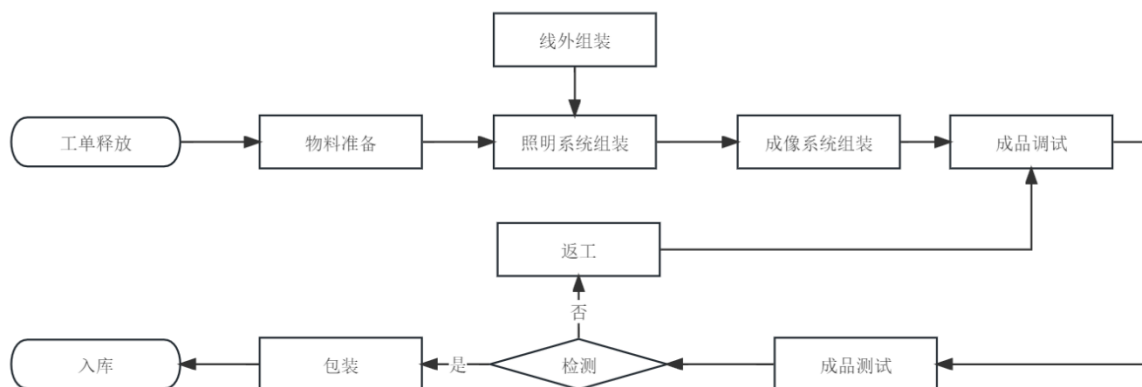 线外组装
工单释放
物料准备
照明系统组装
成像系统组装
成品调试
返工
否
入库
包装
是
检测
成品测试